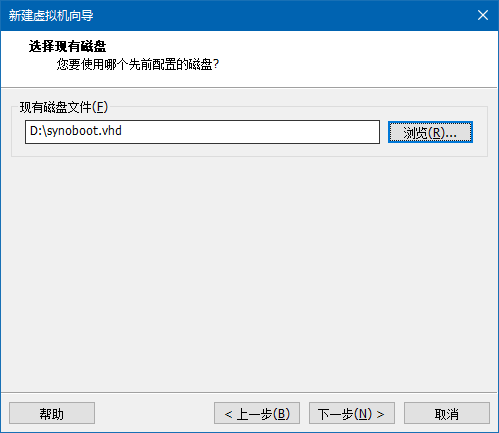 新建虚拟机向导
选择现有磁盘
您要使用哪个先前配置的磁盘?
现有磁盘文件(F)
D:\synoboot.vhd
浏览(R)...
帮助
< 上一步(B)
下一步(N) >
取消